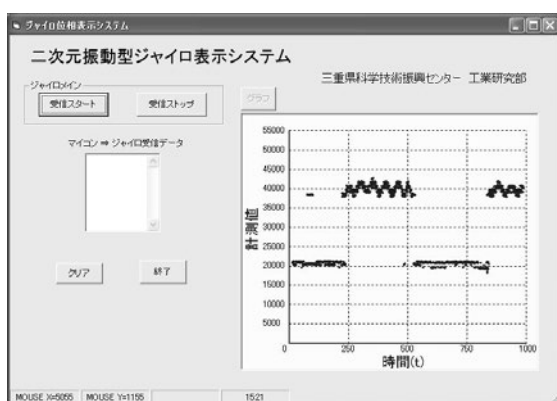 ジャイロ位相表示システム
二次元振動型ジャイロ表示システム
三重県科学技術振興センター 工業研究部
ジャイロメイン
受信スタート
受信ストップ
グラフ
マイコン ⇒ ジャイロ受信データ
クリア
終了
計測値
55000
50000
45000
40000
35000
30000
25000
20000
15000
10000
5000
0
250
500
750
1000
時間(t)
MOUSE X=5055
MOUSE Y=1155
1521